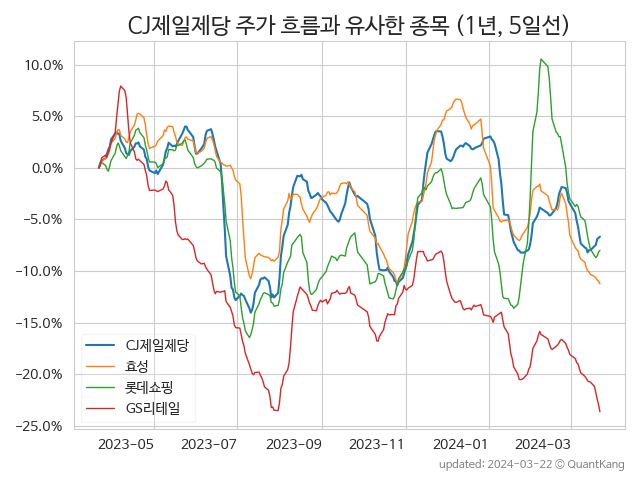 CJ제일제당 주가 흐름과 유사한 종목 (1년, 5일선)
10.0%
5.0%
0.0%
-5.0%
-10.0%
-15.0%
-20.0%
-25.0%
CJ제일제당
효성
롯데쇼핑
GS리테일
2023-05 2023-07 2023-09 2023-11 2024-01 2024-03
updated: 2024-03-22 © QuantKang